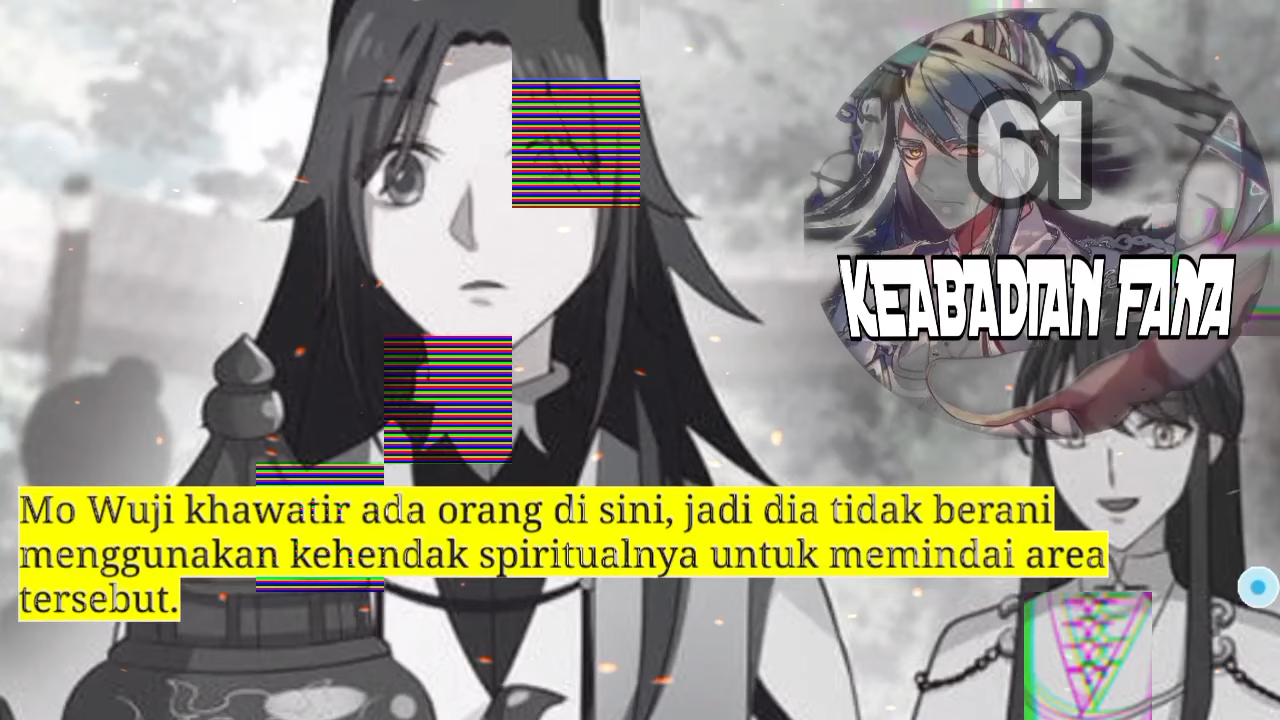 61
KEABADIAN FANA
Mo Wuji khawatir ada orang di sini, jadi dia tidak berani
menggunakan kehendak spiritualnya untuk memindai area
tersebut.